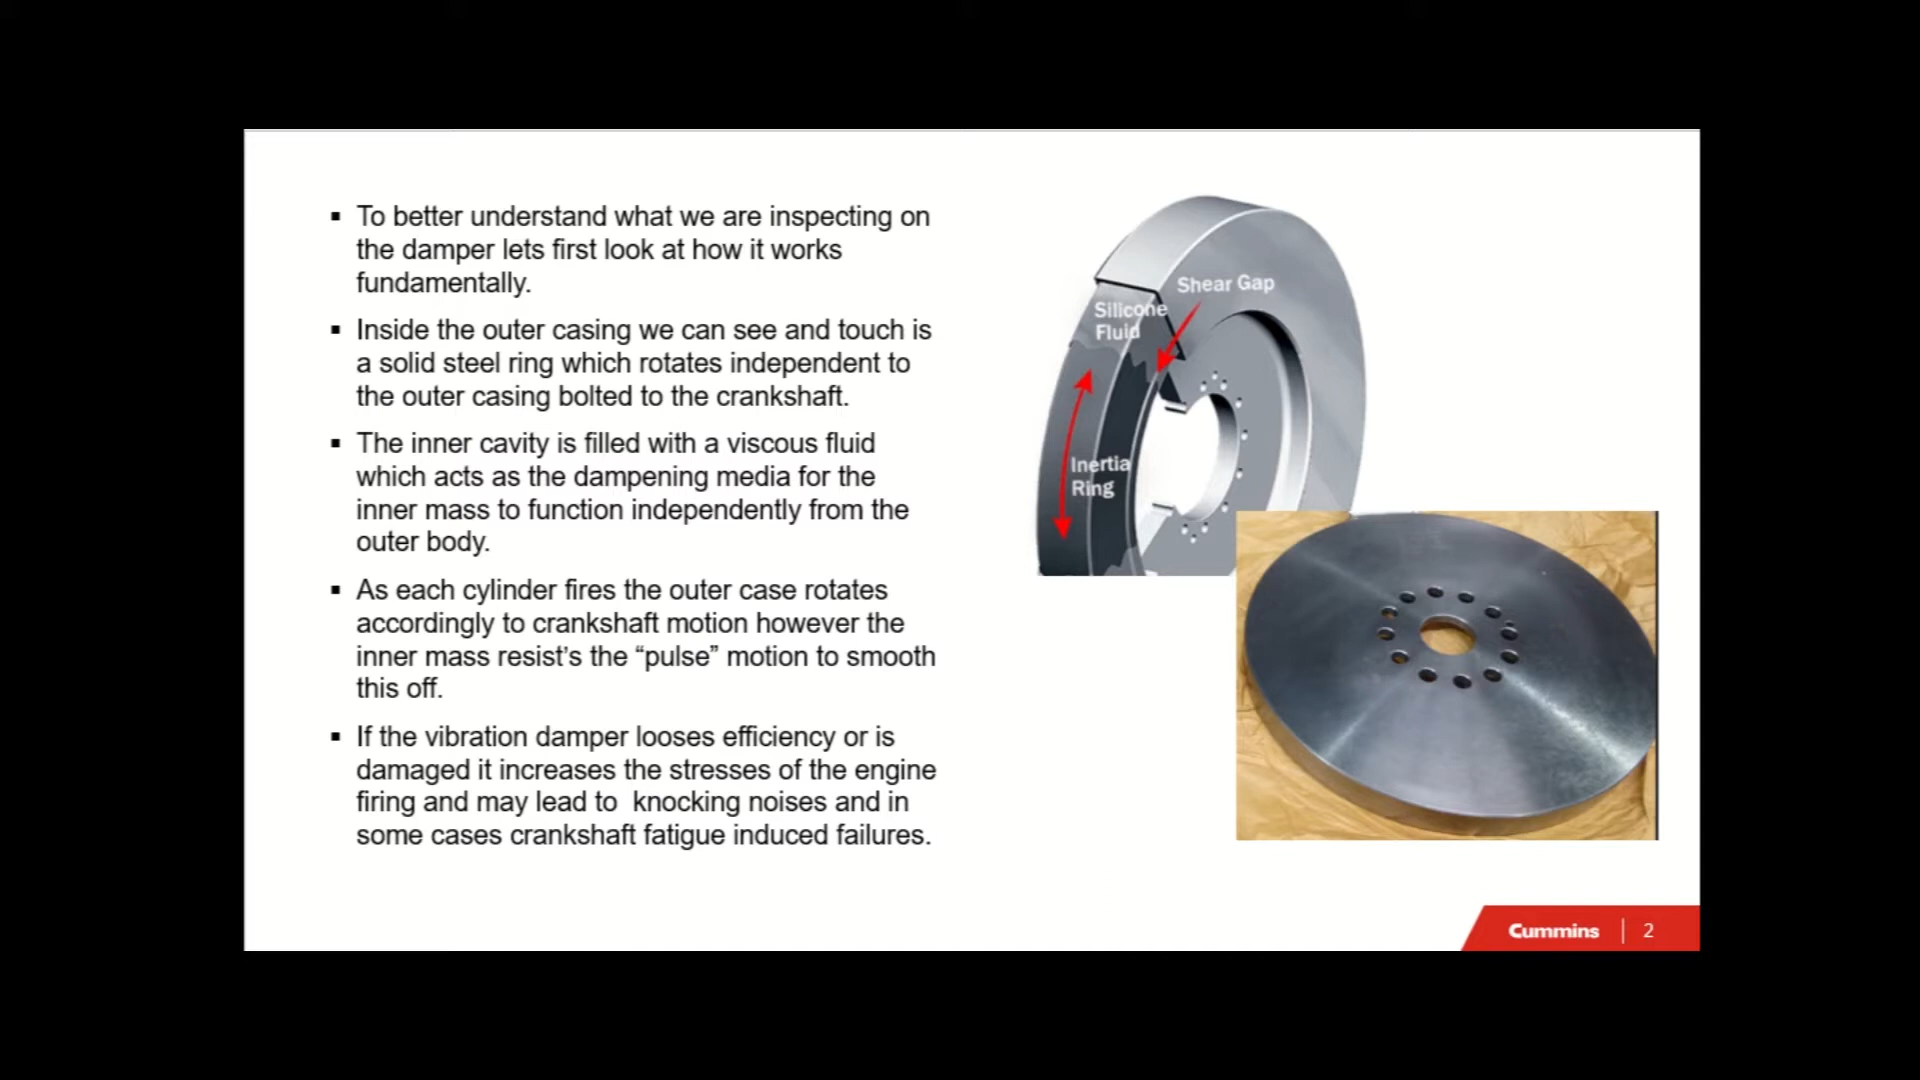 ▪ To better understand what we are inspecting on
the damper lets first look at how it works
fundamentally.
▪ Inside the outer casing we can see and touch is
a solid steel ring which rotates independent to
the outer casing bolted to the crankshaft.
▪ The inner cavity is filled with a viscous fluid
which acts as the dampening media for the
inner mass to function independently from the
outer body.
▪ As each cylinder fires the outer case rotates
accordingly to crankshaft motion however the
inner mass resist’s the “pulse” motion to smooth
this off.
▪ If the vibration damper looses efficiency or is
damaged it increases the stresses of the engine
firing and may lead to  knocking noises and in
some cases crankshaft fatigue induced failures.
Shear Gap
Silicone
Fluid
Inertia
Ring
Cummins | 2